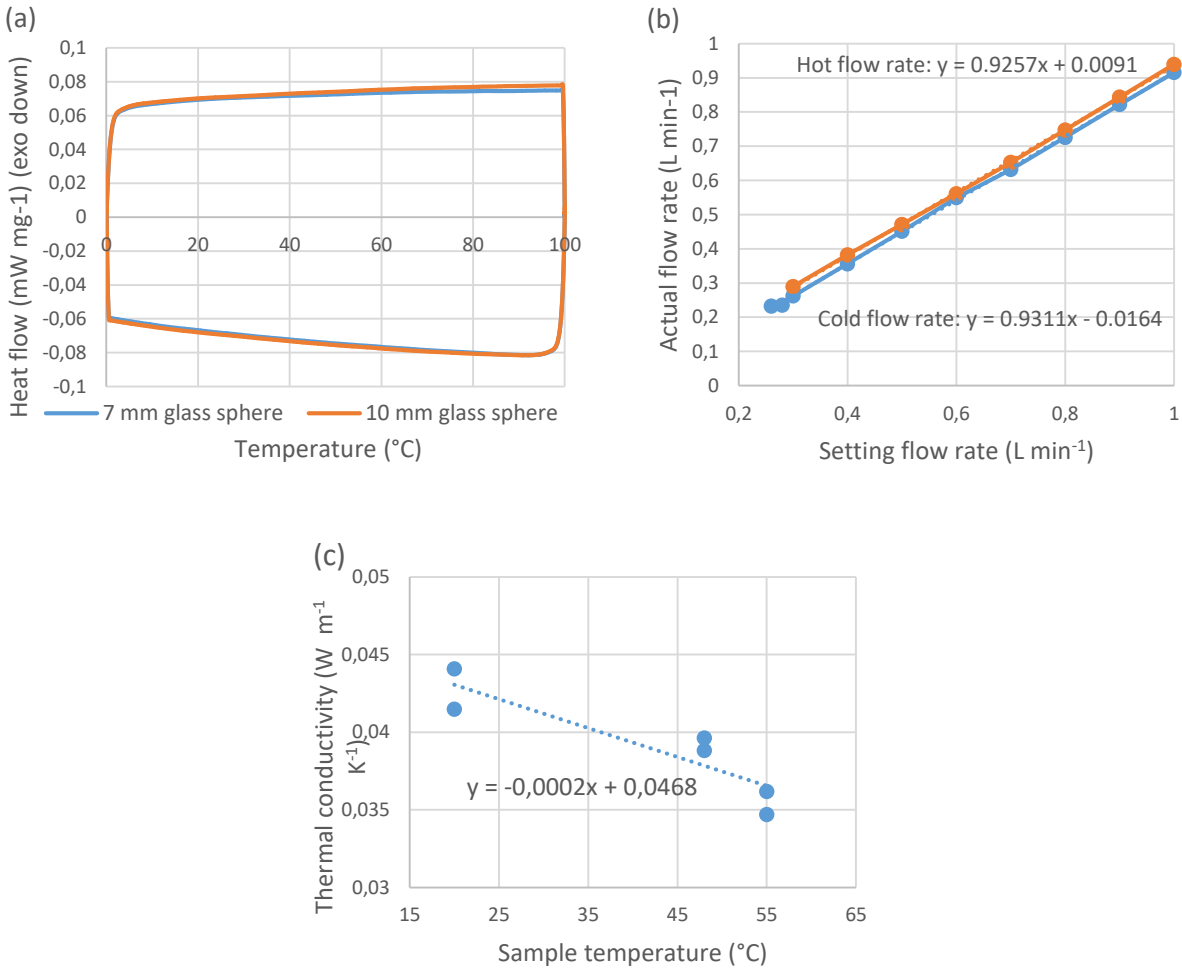 (a)
Heat flow (mW mg-1) (exo down)
0,1
0,08
0,06
0,04
0,02
0
-0,02
-0,04
-0,06
-0,08
-0,1
0 20 40 60 80 100
7 mm glass sphere 10 mm glass sphere
Temperature (°C)
(b)
Actual flow rate (L min-1)
1
0,9
0,8
0,7
0,6
0,5
0,4
0,3
0,2
0,1
0
Hot flow rate: y = 0.9257x + 0.0091
Cold flow rate: y = 0.9311x - 0.0164
0,2 0,4 0,6 0,8 1
Setting flow rate (L min⁻¹)
(c)
Thermal conductivity (W m⁻¹
K⁻¹)
0,05
0,045
0,04
0,035
0,03
y = -0,0002x + 0,0468
15 25 35 45 55 65
Sample temperature (°C)